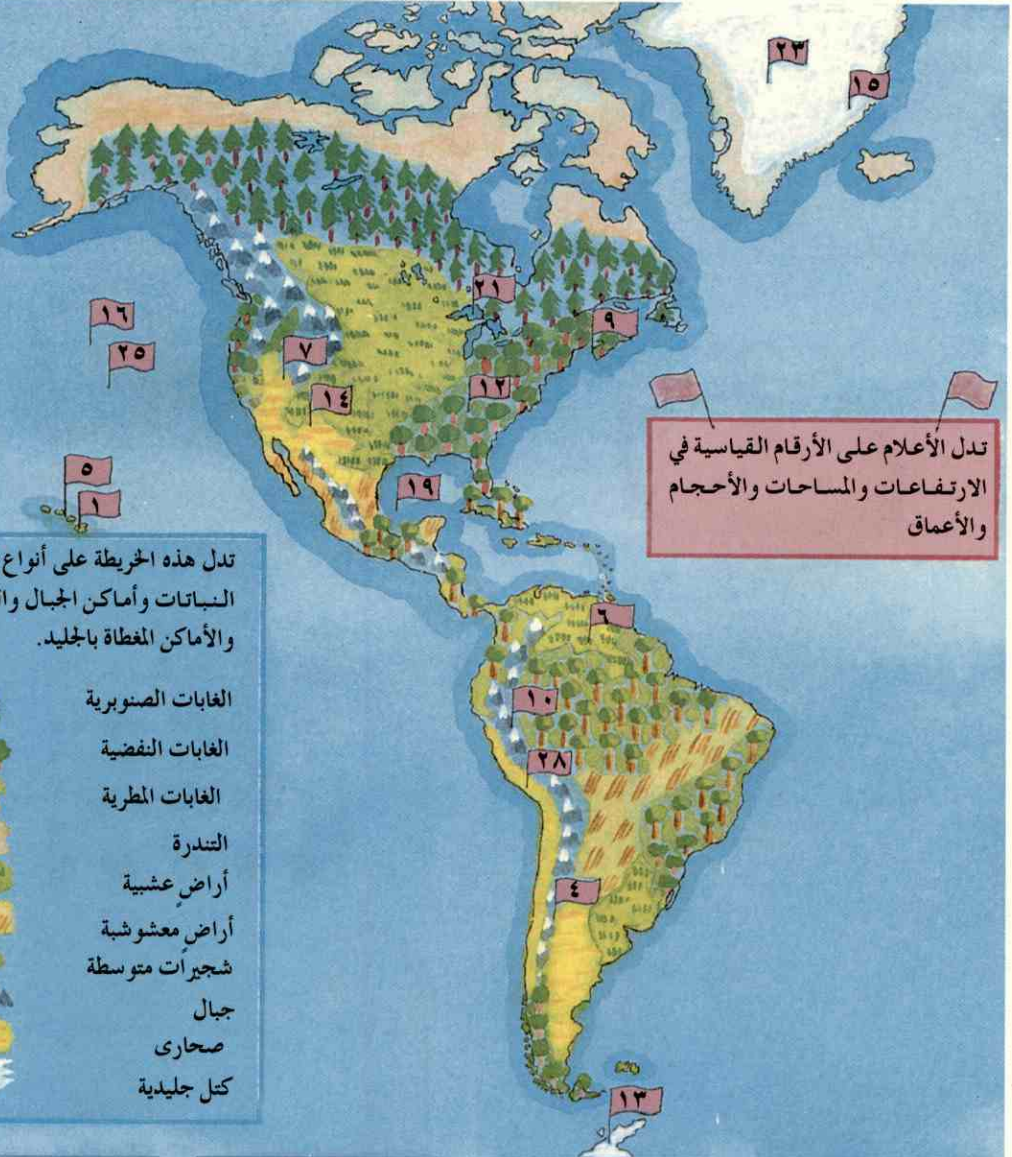 ٢٣
١٥
٢١
١٦
٩
٢٥
٧
١٤
١٢
تدل الأعلام على الأرقام القياسية في
الارتفاعات والمساحات والأحجام
والأعماق
٥
١
١٩
٦
١٠
٢٨
٤
١٣
تدل هذه الخريطة على أنواع
النباتات وأماكن الجبال
والأماكن المغطاة بالجليد.
الغابات الصنوبرية
الغابات النفضية
الغابات المطرية
التندرة
أراضٍ عشبية
أراضٍ معشوشبة
شجيرات متوسطة
جبال
صحارى
كتل جليدية